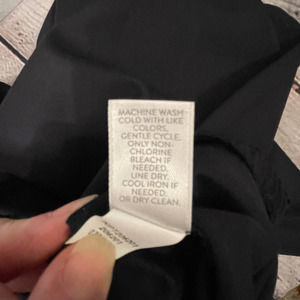 MACHINE WASH
COLD WITH LIKE
COLORS,
GENTLE CYCLE.
ONLY NON-
CHLORINE
BLEACH IF
NEEDED.
LINE DRY.
COOL IRON IF
NEEDED.
OR DRY CLEAN.